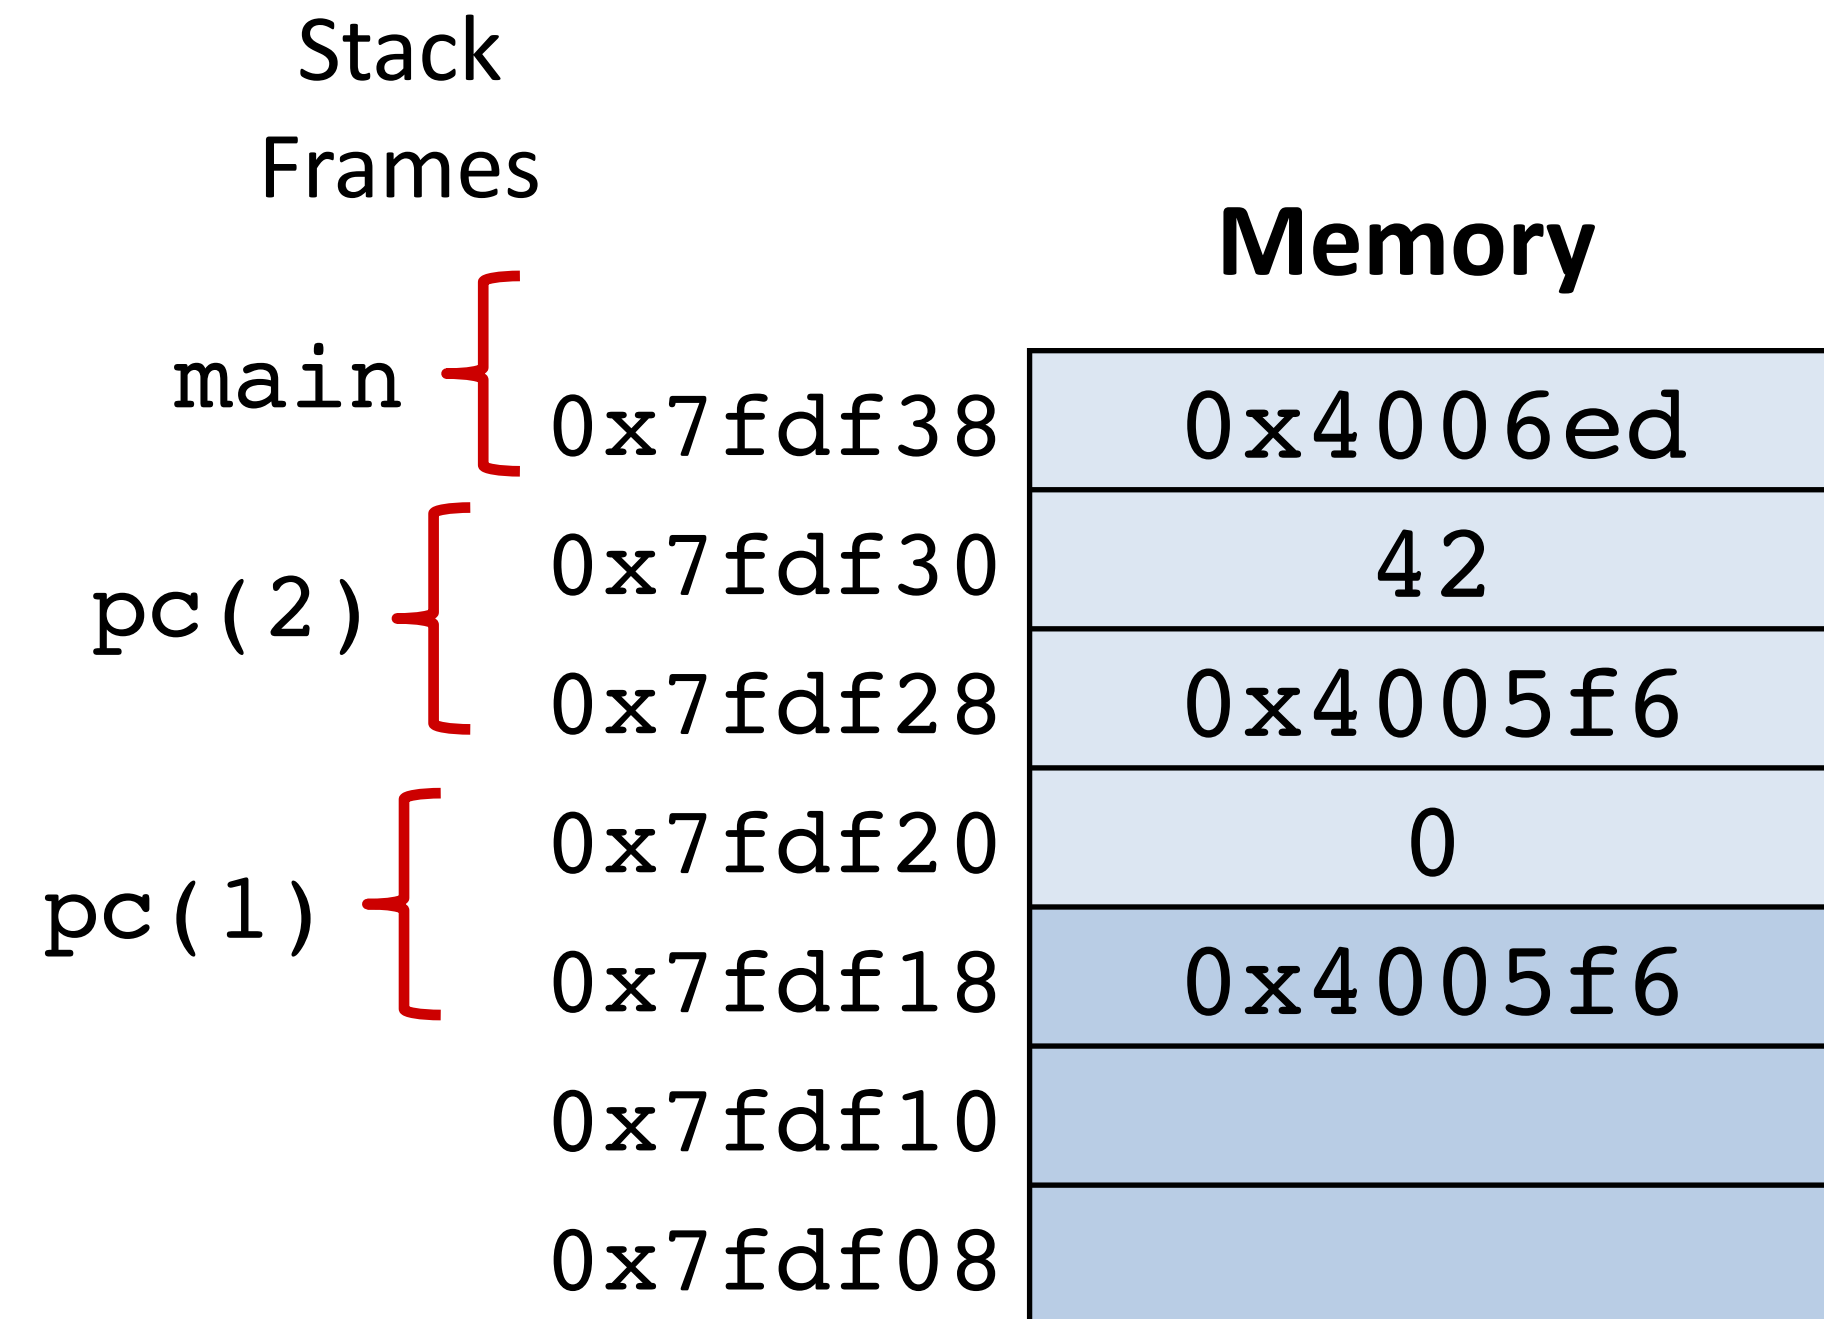 Stack
Frames
Memory
main
0x7fdf38 0x4006ed
0x7fdf30 42
pc(2)
0x7fdf28 0x4005f6
0x7fdf20 0
pc(1)
0x7fdf18 0x4005f6
0x7fdf10
0x7fdf08